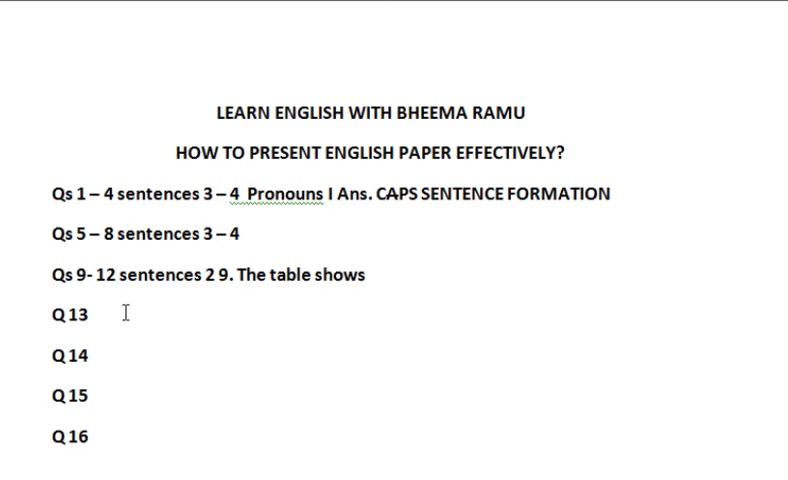 LEARN ENGLISH WITH BHEEMA RAMU
HOW TO PRESENT ENGLISH PAPER EFFECTIVELY?
Qs 1 – 4 sentences 3 – 4 Pronouns I Ans. CAPS SENTENCE FORMATION
Qs 5 – 8 sentences 3 – 4
Qs 9- 12 sentences 2 9. The table shows
Q 13
Q 14
Q 15
Q 16